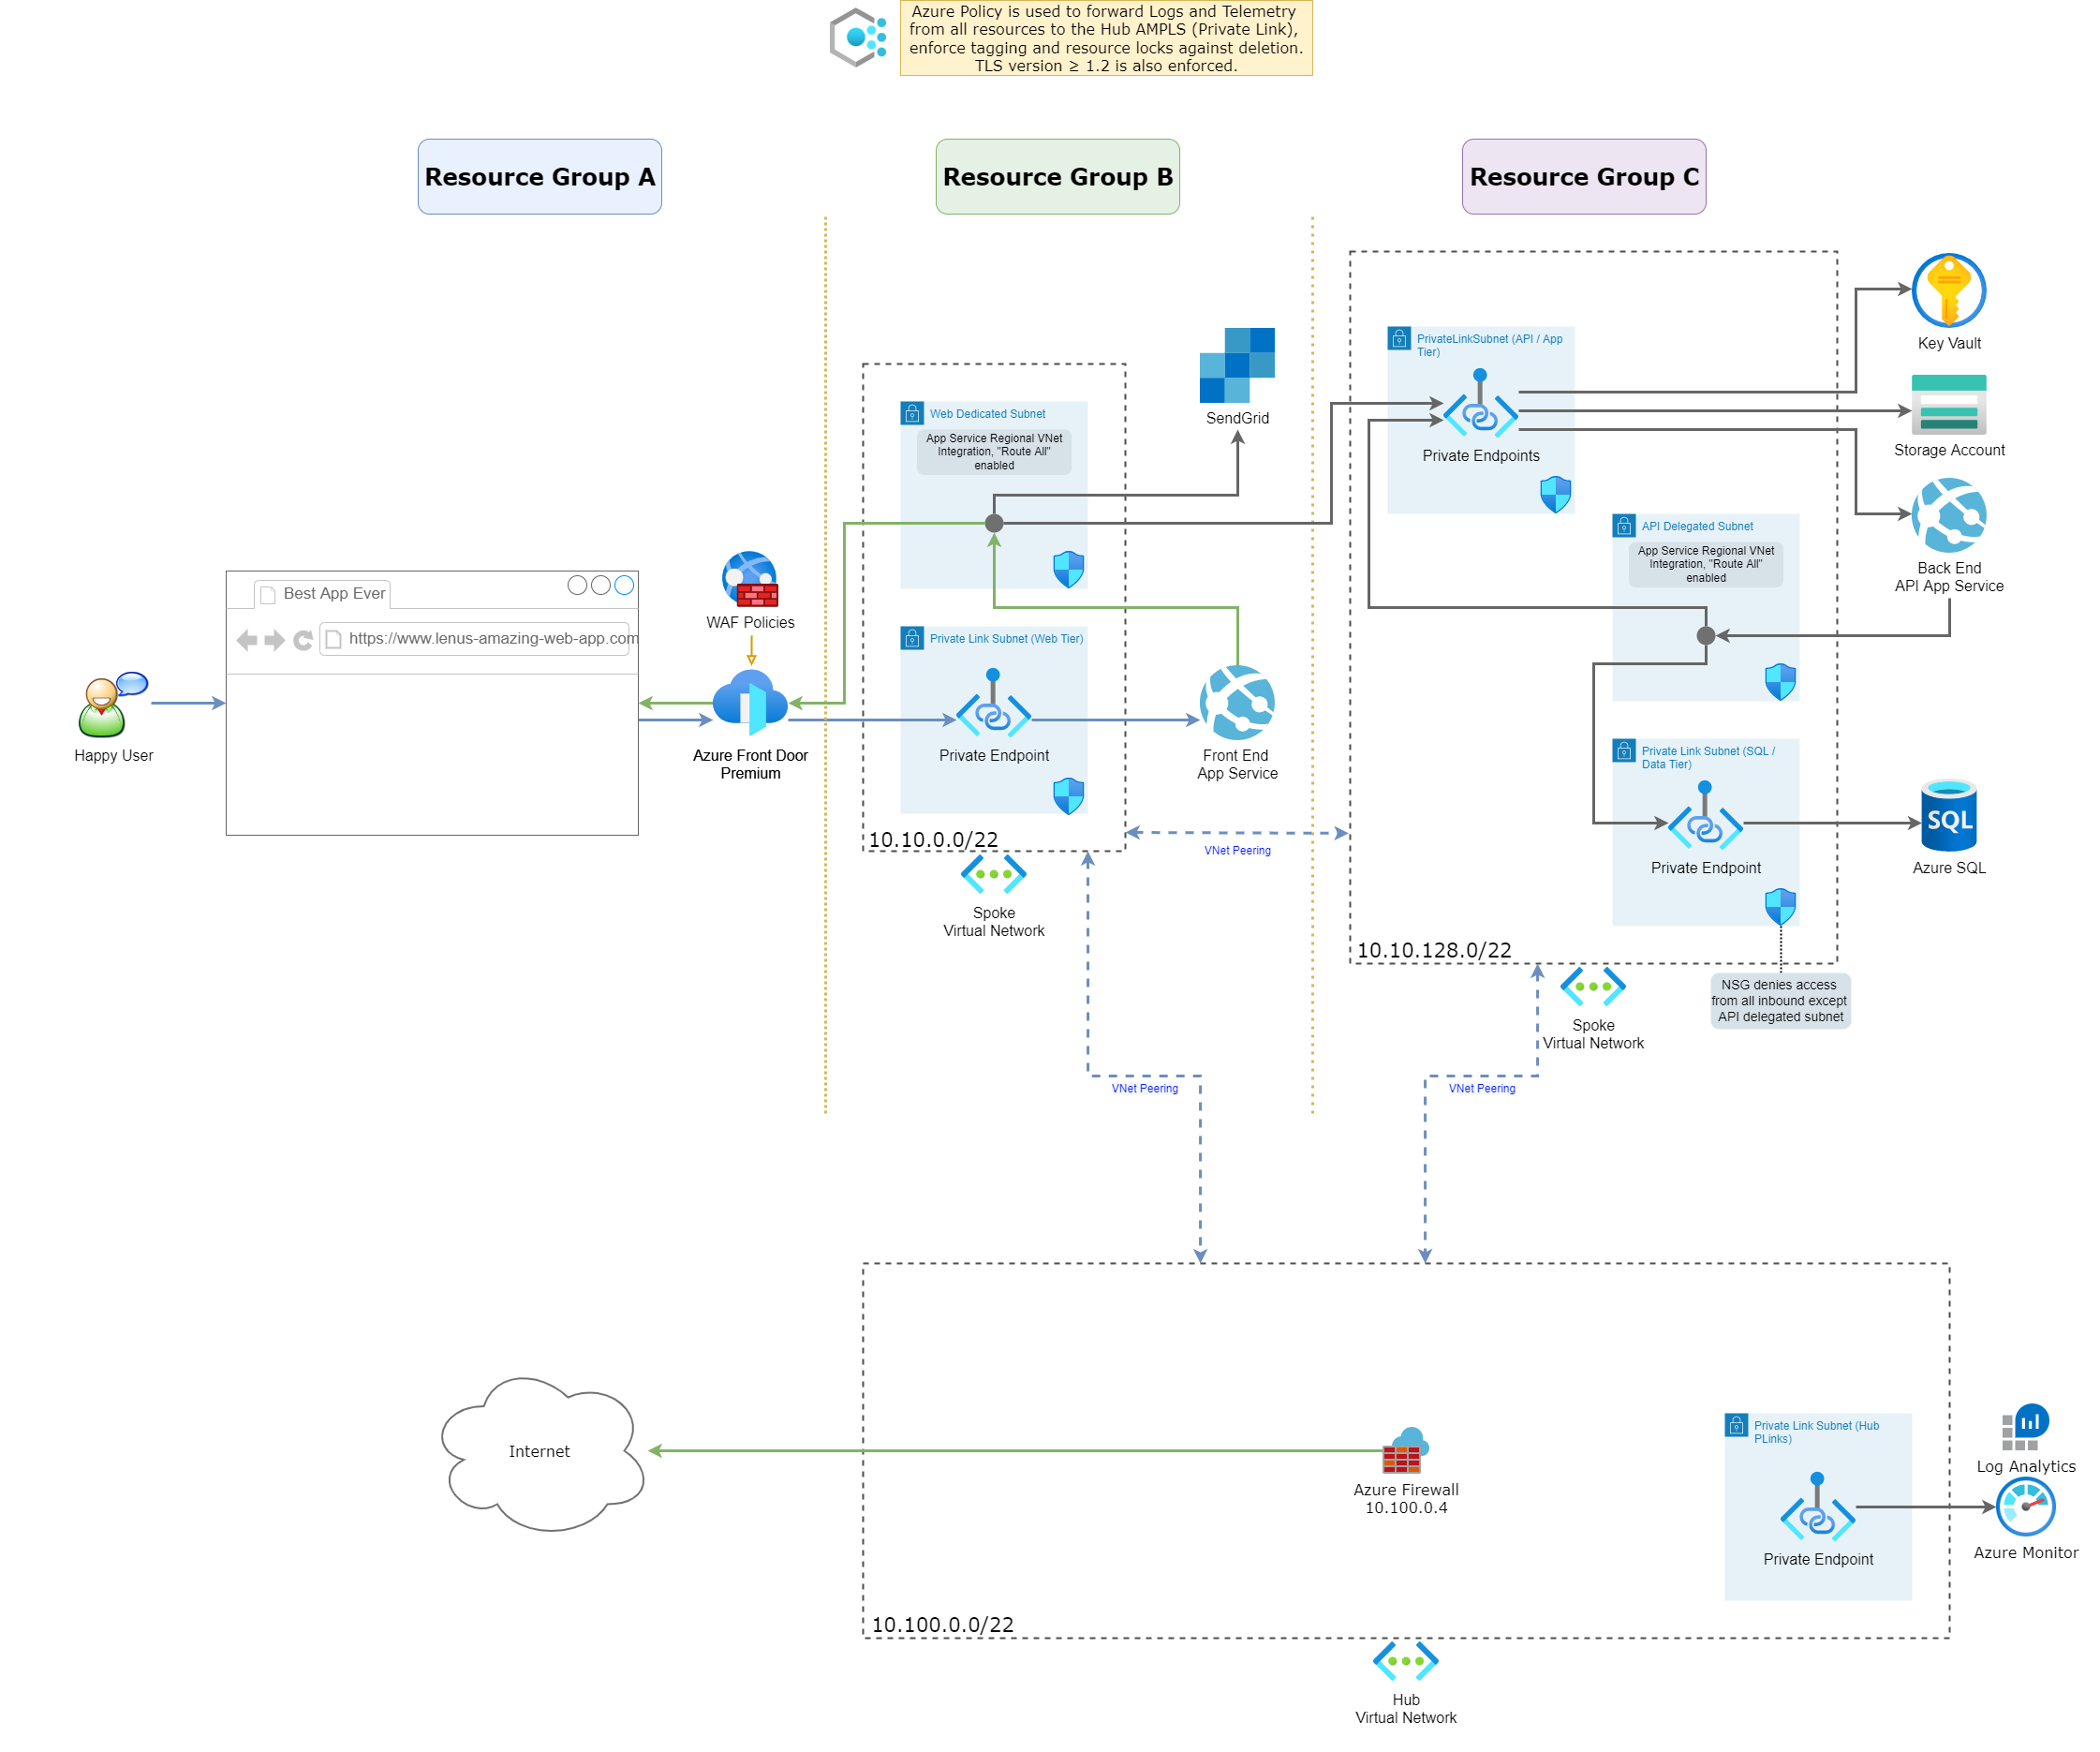 Azure Policy is used to forward Logs and Telemetry
from all resources to the Hub AMPLS (Private Link),
enforce tagging and resource locks against deletion.
TLS version ≥ 1.2 is also enforced.
Resource Group A
Resource Group B
Resource Group C
Key Vault
PrivateLinkSubnet (API / App
Tier)
Private Endpoints
Storage Account
SendGrid
Web Dedicated Subnet
App Service Regional VNet
Integration, "Route All"
enabled
API Delegated Subnet
App Service Regional VNet
Integration, "Route All"
enabled
Back End
API App Service
Best App Ever
https://www.lenus-amazing-web-app.com
WAF Policies
Happy User
Azure Front Door
Premium
Private Link Subnet (Web Tier)
Private Endpoint
Front End
App Service
Private Link Subnet (SQL /
Data Tier)
Private Endpoint
SQL
Azure SQL
10.10.0.0/22
VNet Peering
Spoke
Virtual Network
10.10.128.0/22
NSG denies access
from all inbound except
API delegated subnet
Spoke
Virtual Network
VNet Peering
VNet Peering
Internet
Azure Firewall
10.100.0.4
Private Link Subnet (Hub
PLinks)
Private Endpoint
Log Analytics
Azure Monitor
10.100.0.0/22
Hub
Virtual Network